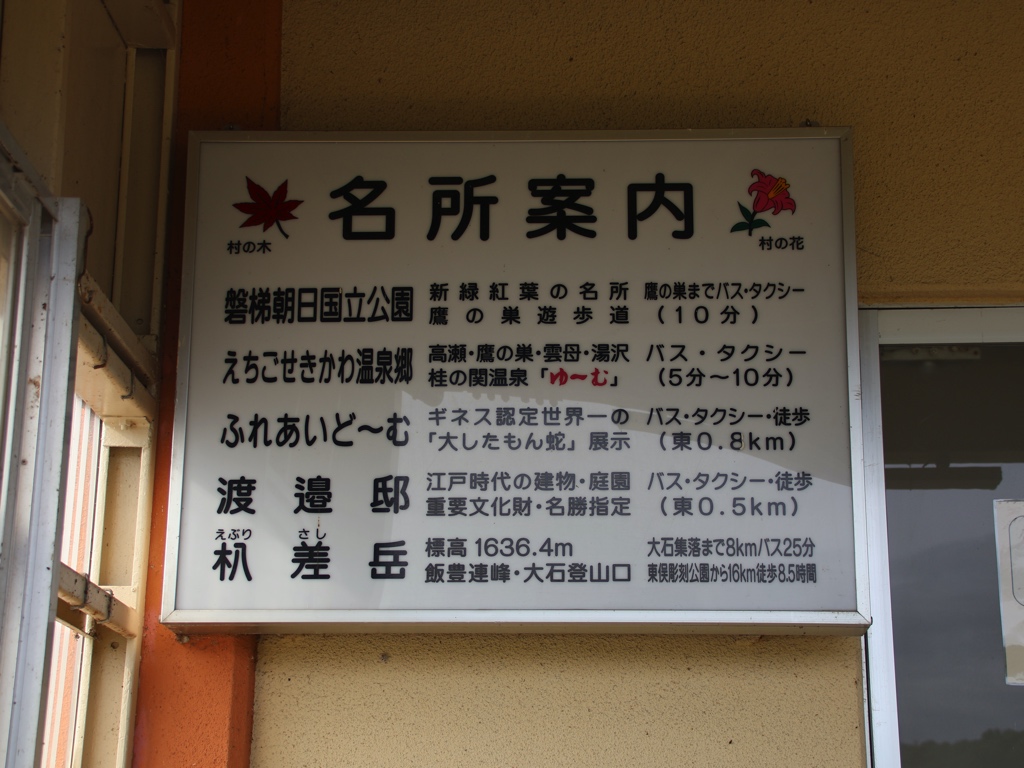 名所案内
村の木
村の花
磐梯朝日国立公園 新緑紅葉の名所 鷹の巣までバス・タクシー
鷹の巣遊歩道 (10分)
えちごせきかわ温泉郷 高瀬・鷹の巣・雲母・湯沢 バス・タクシー
桂の関温泉「ゆ〜む」 (5分〜10分)
ふれあいど〜む ギネス認定世界一の バス・タクシー・徒歩
「大したもん蛇」展示 (東0.8km)
渡邉邸 江戸時代の建物・庭園 バス・タクシー・徒歩
重要文化財・名勝指定 (東0.5km)
えぶり さし
杁差岳 標高1636.4m 大石集落まで8kmバス25分
飯豊連峰・大石登山口 東俣彫刻公園から16km徒歩8.5時間